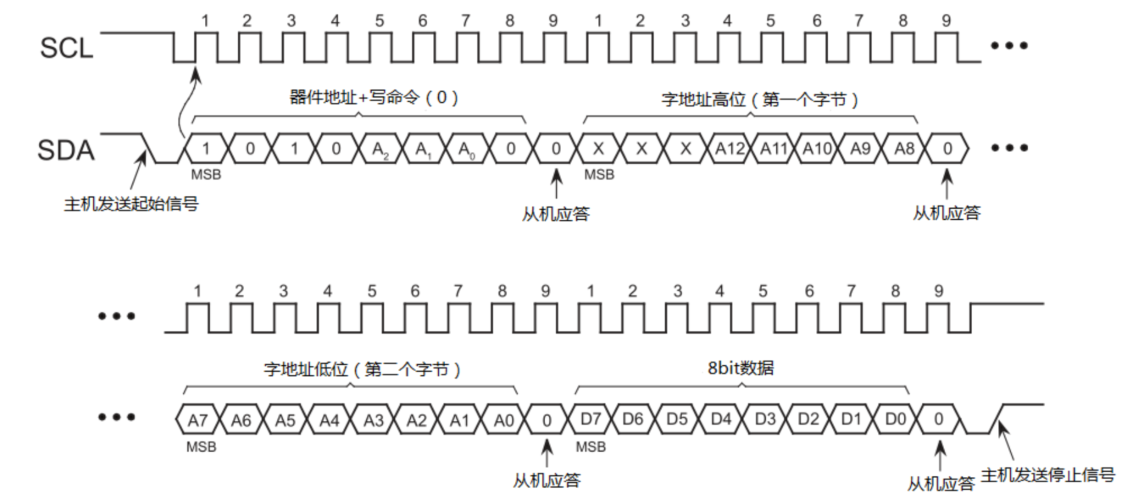 1 2 3 4 5 6 7 8 9 1 2 3 4 5 6 7 8 9
SCL
器件地址+写命令（0）
字地址高位（第一个字节）
SDA 1 0 1 0 A2 A1 A0 0 0 X X X A12 A11 A10 A9 A8 0
MSB MSB
主机发送起始信号
从机应答
从机应答
1 2 3 4 5 6 7 8 9 1 2 3 4 5 6 7 8 9
字地址低位（第二个字节）
8bit数据
A7 A6 A5 A4 A3 A2 A1 A0 0 D7 D6 D5 D4 D3 D2 D1 D0 0
MSB MSB
从机应答
从机应答
主机发送停止信号